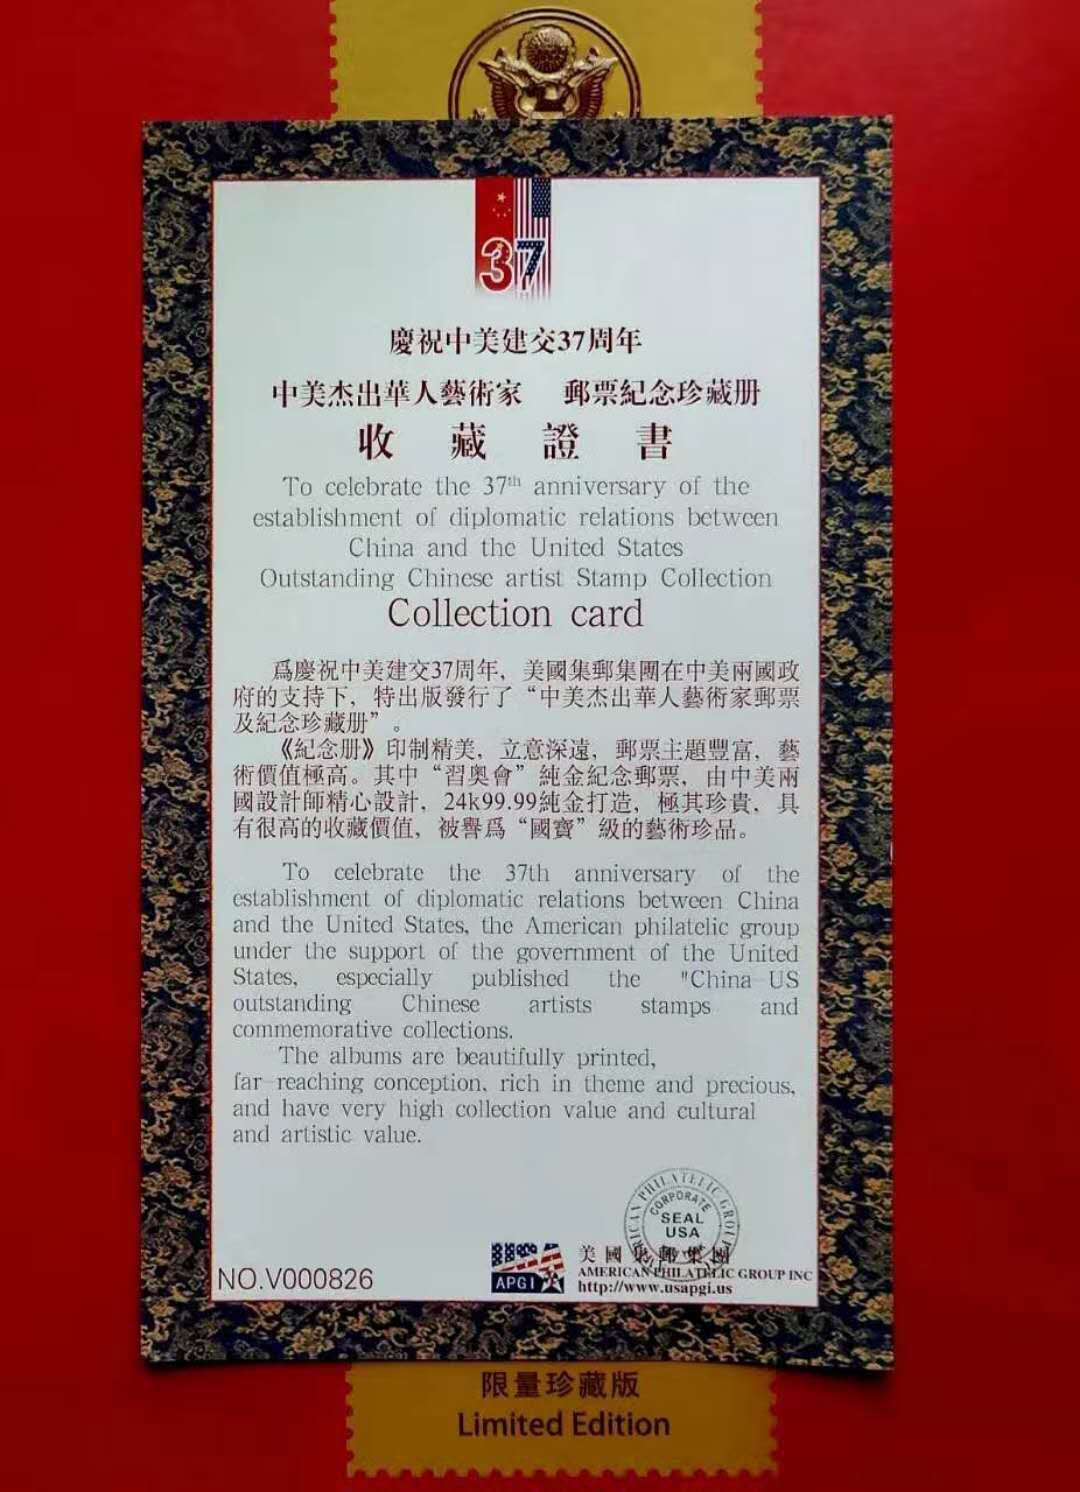 37
慶祝中美建交37周年
中美杰出華人藝術家 郵票紀念珍藏册
收藏證書
To celebrate the 37th anniversary of the
establishment of diplomatic relations between
China and the United States
Outstanding Chinese artist Stamp Collection
Collection card
爲慶祝中美建交37周年，美國集郵集團在中美兩國政
府的支持下，特出版發行了“中美杰出華人藝術家郵票
及紀念珍藏册”。
《紀念册》印制精美，立意深遠，郵票主題豐富，藝
術價值極高。其中“習奥會”純金紀念郵票，由中美兩
國設計師精心設計，24k99.99純金打造，極其珍貴，具
有很高的收藏價值，被譽爲“國寶”級的藝術珍品。
To celebrate the 37th anniversary of the
establishment of diplomatic relations between China
and the United States, the American philatelic group
under the support of the government of the United
States, especially published the "China-US
outstanding Chinese artists stamps and
commemorative collections.
The albums are beautifully printed,
far-reaching conception, rich in theme and precious,
and have very high collection value and cultural
and artistic value.
AMERICAN PHILATELIC GROUP
CORPORATE
SEAL
USA
NO.V000826
USA
APGI
美國集郵集團
AMERICAN PHILATELIC GROUP INC
http://www.usapgi.us
限量珍藏版
Limited Edition